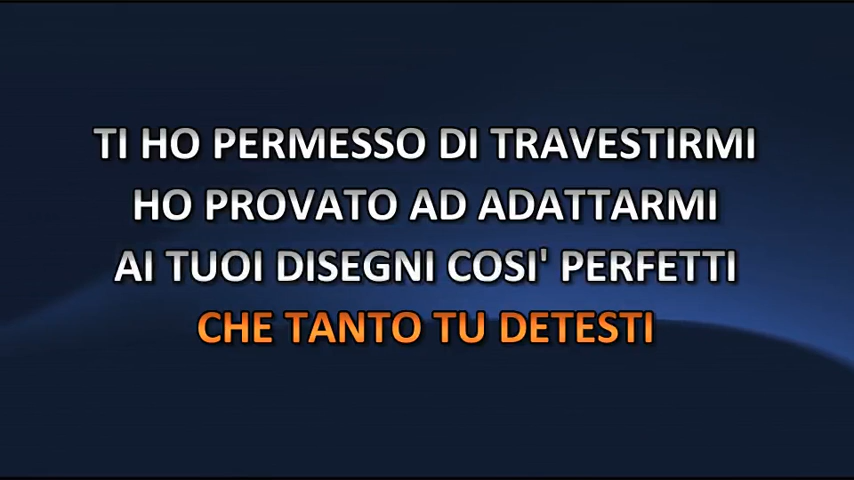 TI HO PERMESSO DI TRAVESTIRMI
HO PROVATO AD ADATTARMI
AI TUOI DISEGNI COSI' PERFETTI
CHE TANTO TU DETESTI